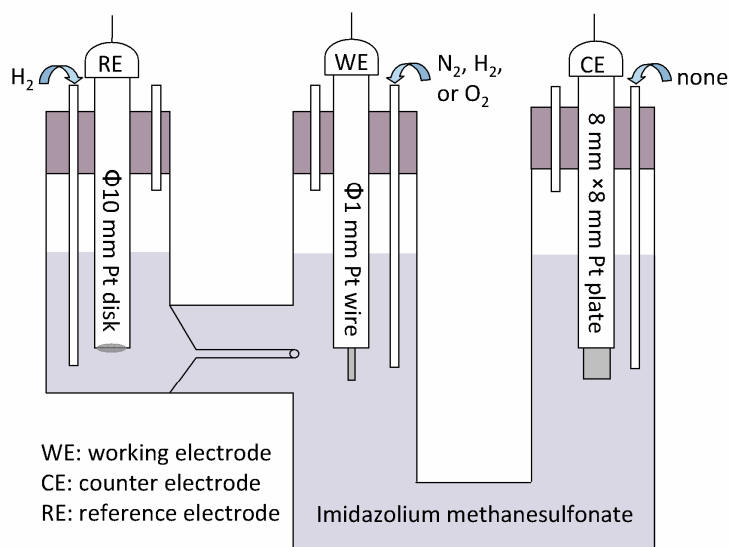 RE
WE
CE
H₂
N₂, H₂,
or O₂
none
Φ10 mm Pt disk
Φ1 mm Pt wire
8 mm ×8 mm Pt plate
WE: working electrode
CE: counter electrode
RE: reference electrode
Imidazolium methanesulfonate